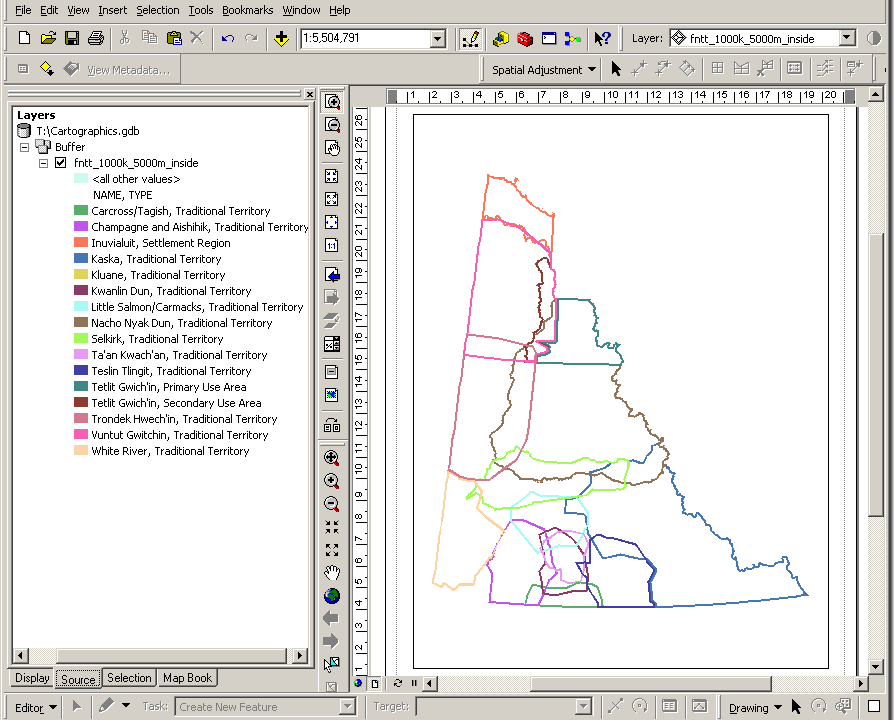 File Edit View Insert Selection Tools Bookmarks Window Help
1:5,504,791
Layer: fntt_1000k_5000m_inside
View Metadata...
Spatial Adjustment
1 2 3 4 5 6 7 8 9 10 11 12 13 14 15 16 17 18 19 20
Layers
T:\Cartographics.gdb
Buffer
fntt_1000k_5000m_inside
<all other values>
NAME, TYPE
Carcross/Tagish, Traditional Territory
Champagne and Aishihik, Traditional Territory
Inuvialuit, Settlement Region
Kaska, Traditional Territory
Kluane, Traditional Territory
Kwanlin Dun, Traditional Territory
Little Salmon/Carmacks, Traditional Territory
Nacho Nyak Dun, Traditional Territory
Selkirk, Traditional Territory
Ta'an Kwach'an, Traditional Territory
Teslin Tlingit, Traditional Territory
Tetlit Gwich'in, Primary Use Area
Tetlit Gwich'in, Secondary Use Area
Trondek Hwech'in, Traditional Territory
Vuntut Gwitchin, Traditional Territory
White River, Traditional Territory
1:1
26
25
24
23
22
21
20
19
18
17
16
15
14
13
12
11
10
9
8
7
6
5
4
3
2
1
Display Source Selection Map Book
Editor Task: Create New Feature Target: Drawing